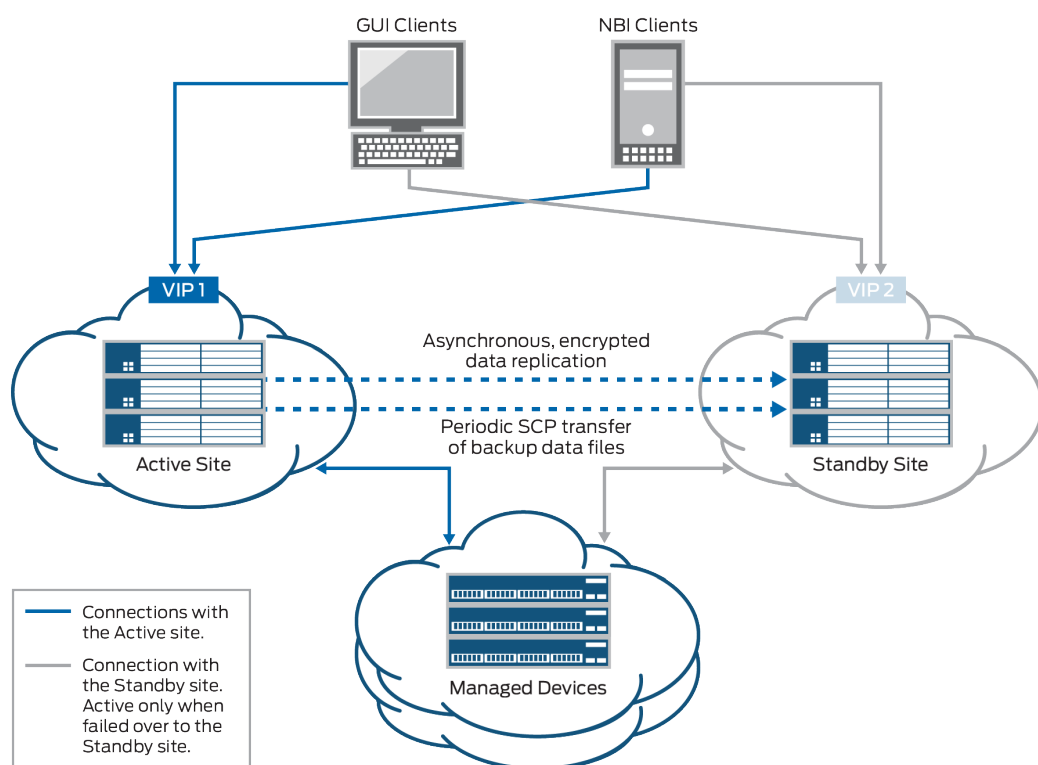 GUI Clients
NBI Clients
VIP 1
VIP 2
Asynchronous, encrypted
data replication
Periodic SCP transfer
of backup data files
Active Site
Standby Site
Managed Devices
Connections with
the Active site.
Connection with
the Standby site.
Active only when
failed over to the
Standby site.